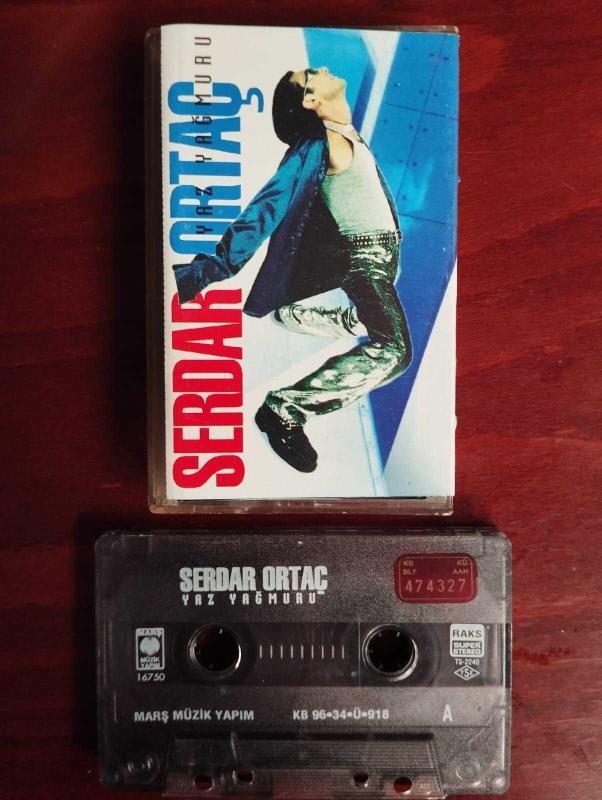 SERDAR ORTAÇ
YAZ YAĞMURU
SERDAR ORTAÇ
YAZ YAĞMURU
KB KÜ
BLF AAH
474327
MARŞ
MÜZİK
YAPIM
16750
RAKS
SUPER
STEREO
TS-2240
TSE
MARŞ MÜZİK YAPIM KB 96•34•Ü•918 A